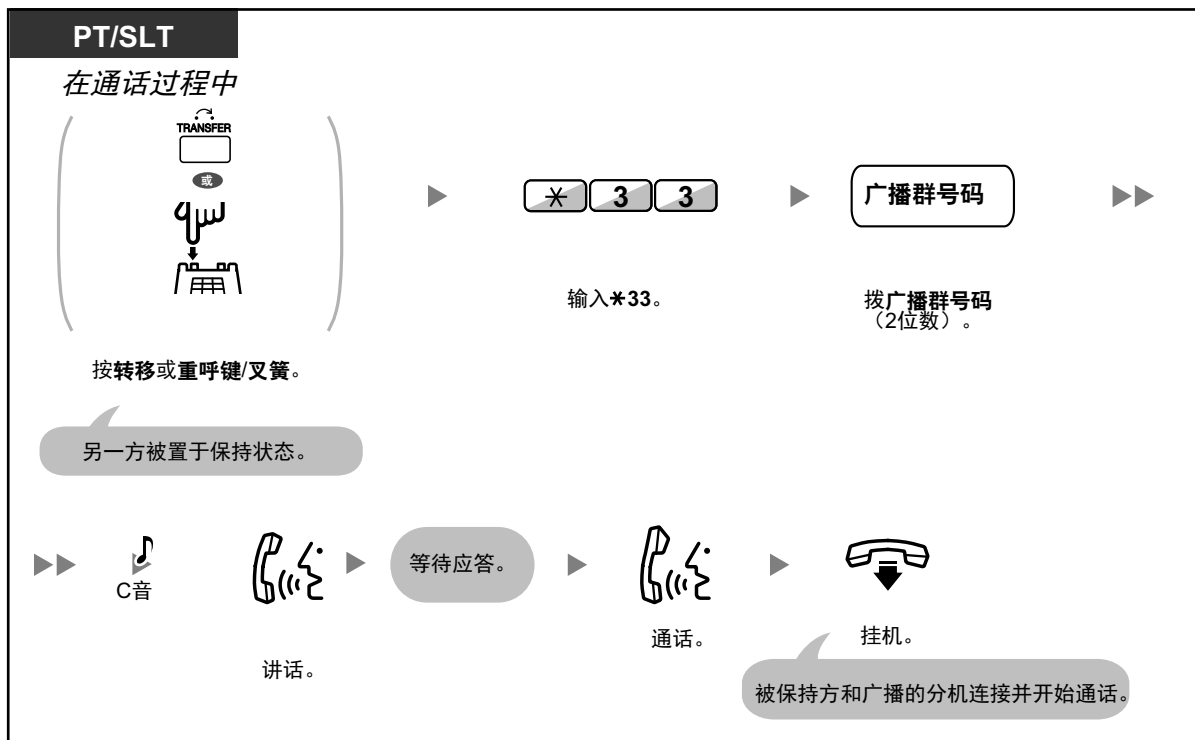 PT/SLT
在通话过程中
TRANSFER
或
按转移或重呼键/叉簧。
另一方被置于保持状态。
✳ 3 3
输入✳33。
广播群号码
拨广播群号码
（2位数）。
C音
讲话。
等待应答。
通话。
挂机。
被保持方和广播的分机连接并开始通话。